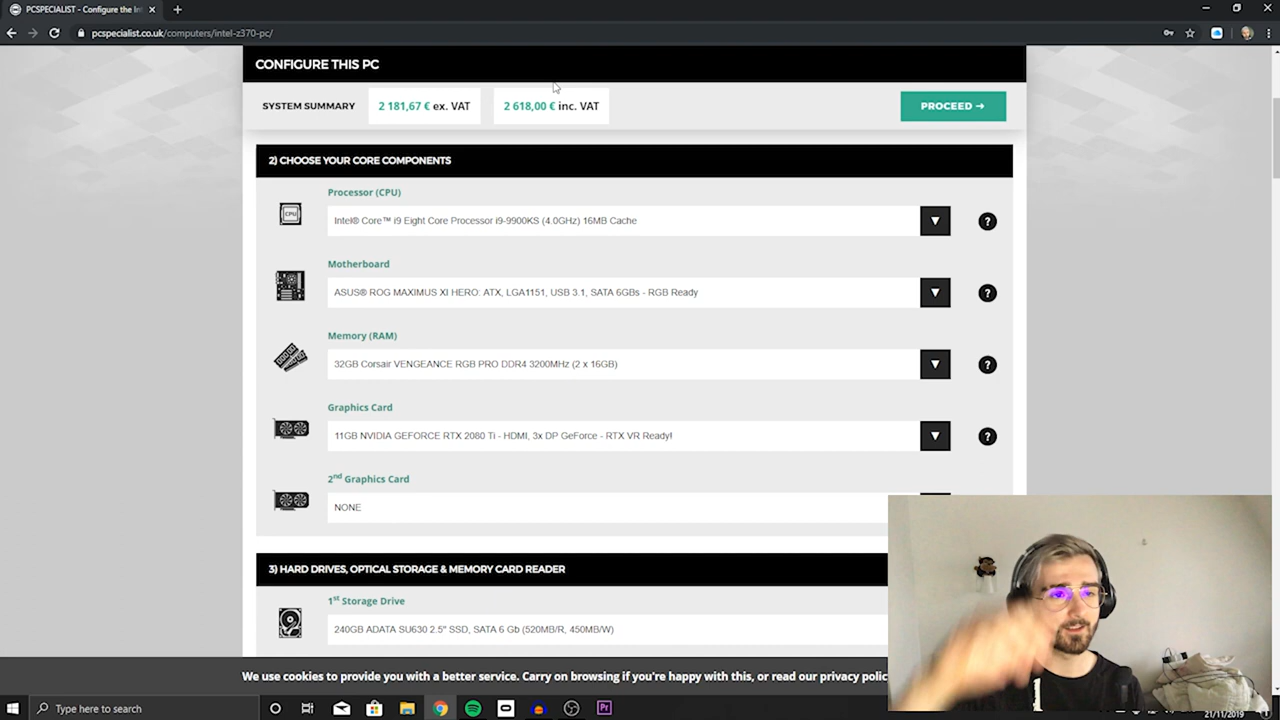 PCSPECIALIST - Configure the In
pcspecialist.co.uk/computers/intel-z370-pc/
CONFIGURE THIS PC
SYSTEM SUMMARY 2 181,67 € ex. VAT 2 618,00 € inc. VAT PROCEED →
2) CHOOSE YOUR CORE COMPONENTS
Processor (CPU)
CPU
Intel® Core™ i9 Eight Core Processor i9-9900KS (4.0GHz) 16MB Cache
?
Motherboard
ASUS® ROG MAXIMUS XI HERO: ATX, LGA1151, USB 3.1, SATA 6GBs - RGB Ready
?
Memory (RAM)
32GB Corsair VENGEANCE RGB PRO DDR4 3200MHz (2 x 16GB)
?
Graphics Card
11GB NVIDIA GEFORCE RTX 2080 Ti - HDMI, 3x DP GeForce - RTX VR Ready!
?
2nd Graphics Card
NONE
3) HARD DRIVES, OPTICAL STORAGE & MEMORY CARD READER
1st Storage Drive
240GB ADATA SU630 2.5" SSD, SATA 6 Gb (520MB/R, 450MB/W)
We use cookies to provide you with a better service. Carry on browsing if you're happy with this, or read our privacy polic
Type here to search
Pr
21/11/2019